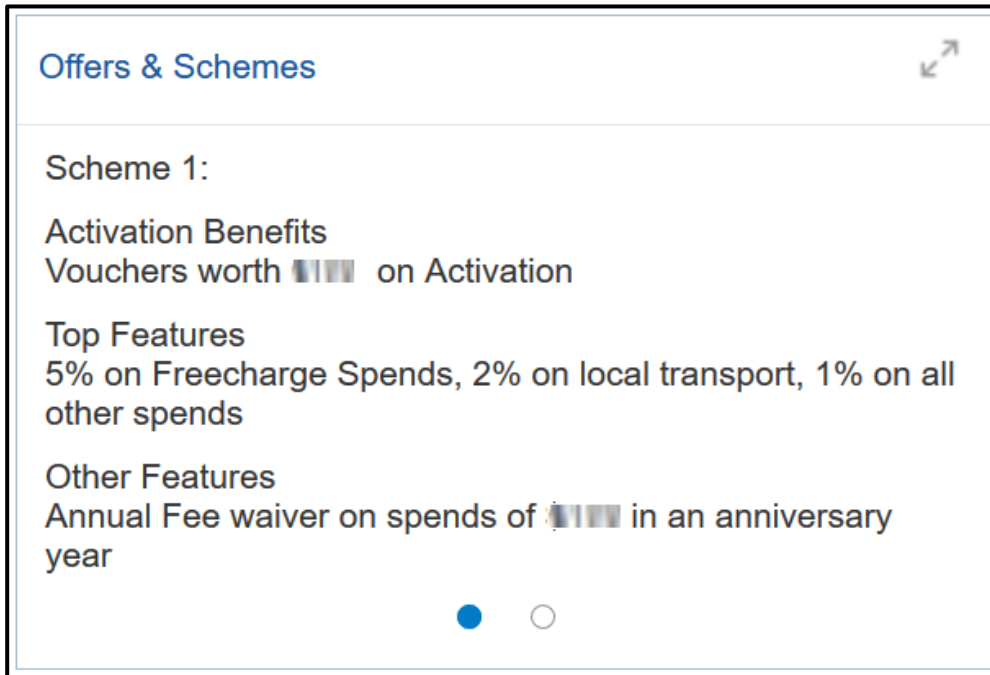 Offers & Schemes
Scheme 1:
Activation Benefits
Vouchers worth on Activation
Top Features
5% on Freecharge Spends, 2% on local transport, 1% on all
other spends
Other Features
Annual Fee waiver on spends of in an anniversary
year